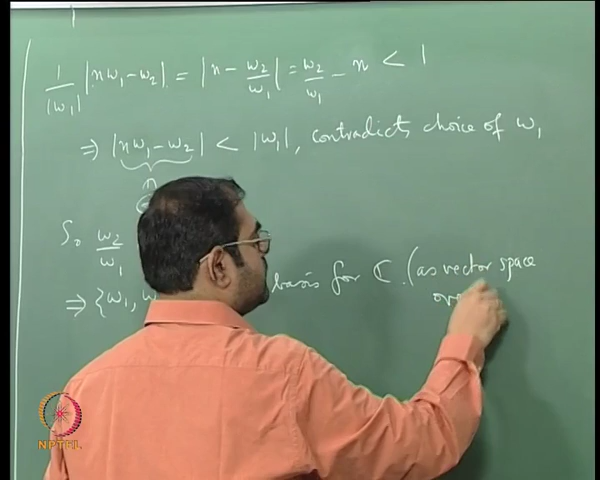 1/|ω₁| |nω₁ - ω₂| = |n - ω₂/ω₁| = ω₂/ω₁ - n < 1
⇒ |nω₁ - ω₂| < |ω₁|, contradicts choice of ω₁
So ω₂/ω₁
⇒ {ω₁, basis for ℂ. (as vector space
NPTEL